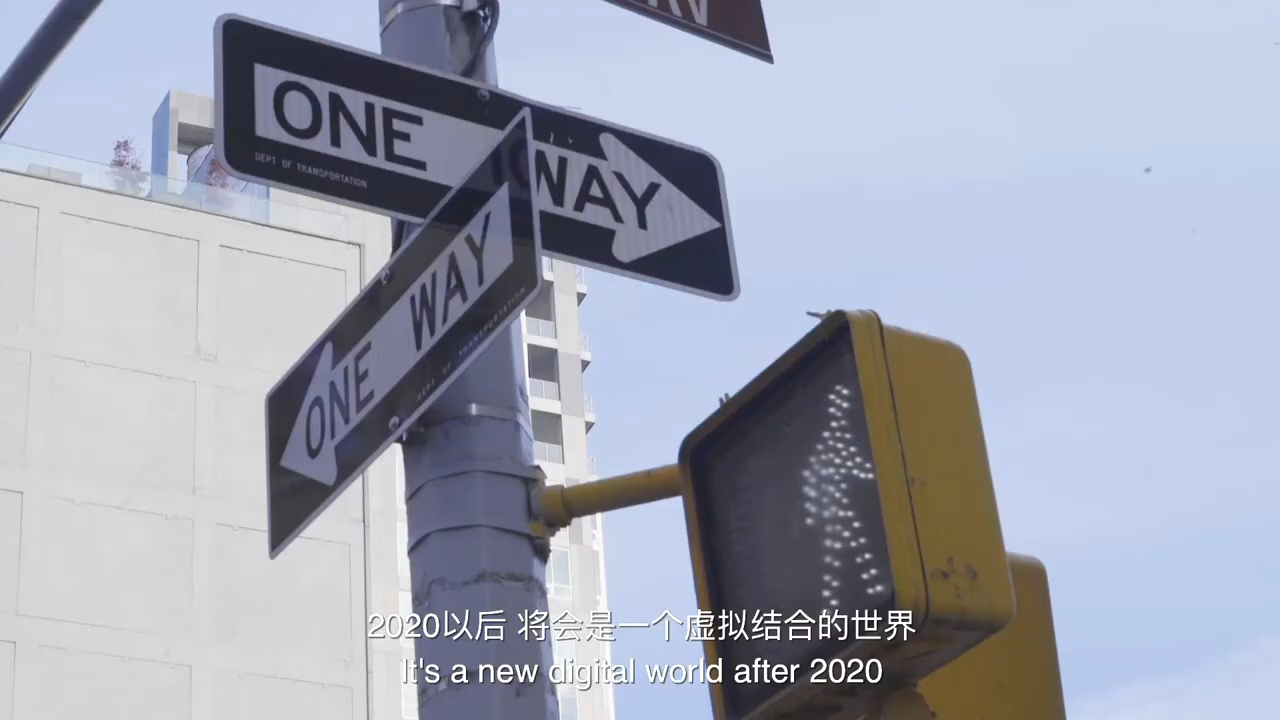 ONE WAY
DEPT OF TRANSPORTATION
ONE WAY
DEPT OF TRANSPORTATION
2020以后 将会是一个虚拟结合的世界
It's a new digital world after 2020